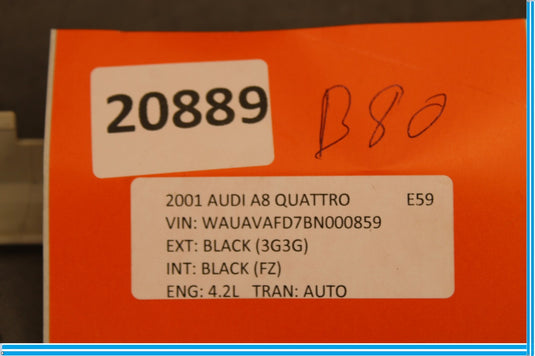 20889
B80
2001 AUDI A8 QUATTRO E59
VIN: WAUAVAFD7BN000859
EXT: BLACK (3G3G)
INT: BLACK (FZ)
ENG: 4.2L TRAN: AUTO